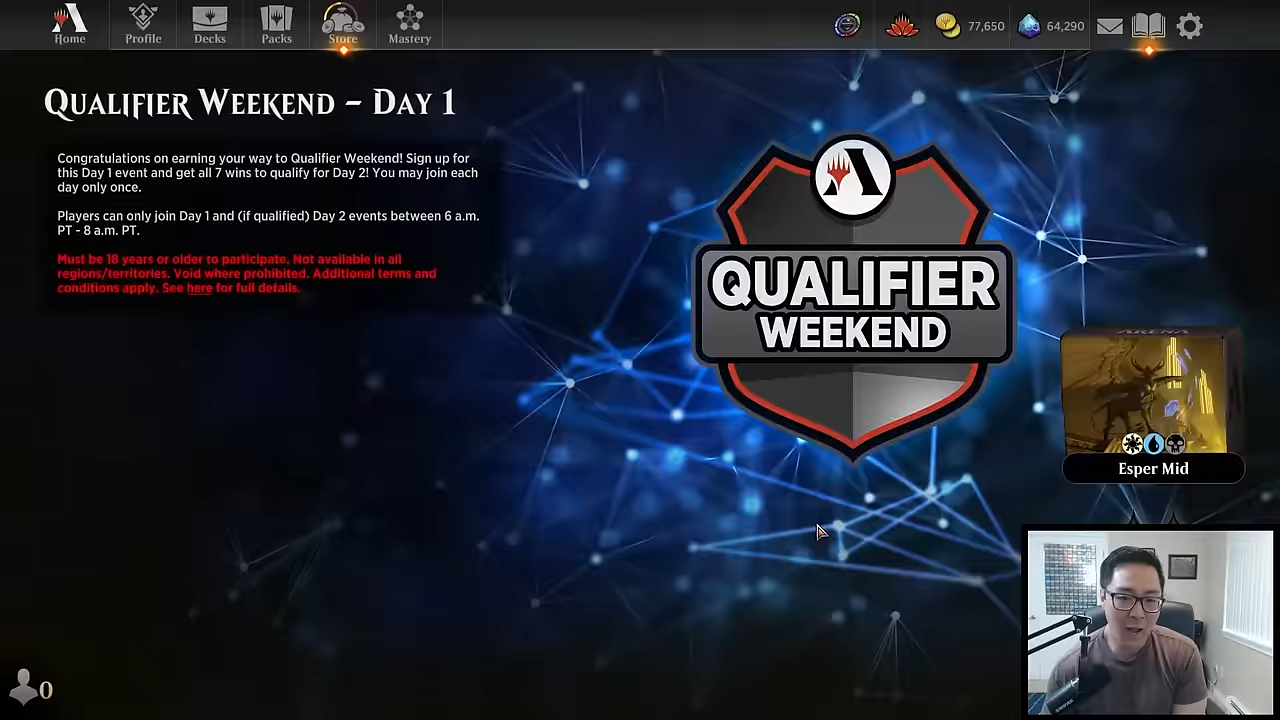 Home
Profile
Decks
Packs
Store
Mastery
77,650
64,290
QUALIFIER WEEKEND – DAY 1
Congratulations on earning your way to Qualifier Weekend! Sign up for
this Day 1 event and get all 7 wins to qualify for Day 2! You may join each
day only once.
Players can only join Day 1 and (if qualified) Day 2 events between 6 a.m.
PT - 8 a.m. PT.
Must be 18 years or older to participate. Not available in all
regions/territories. Void where prohibited. Additional terms and
conditions apply. See here for full details.
QUALIFIER
WEEKEND
ARENA
Esper Mid
0